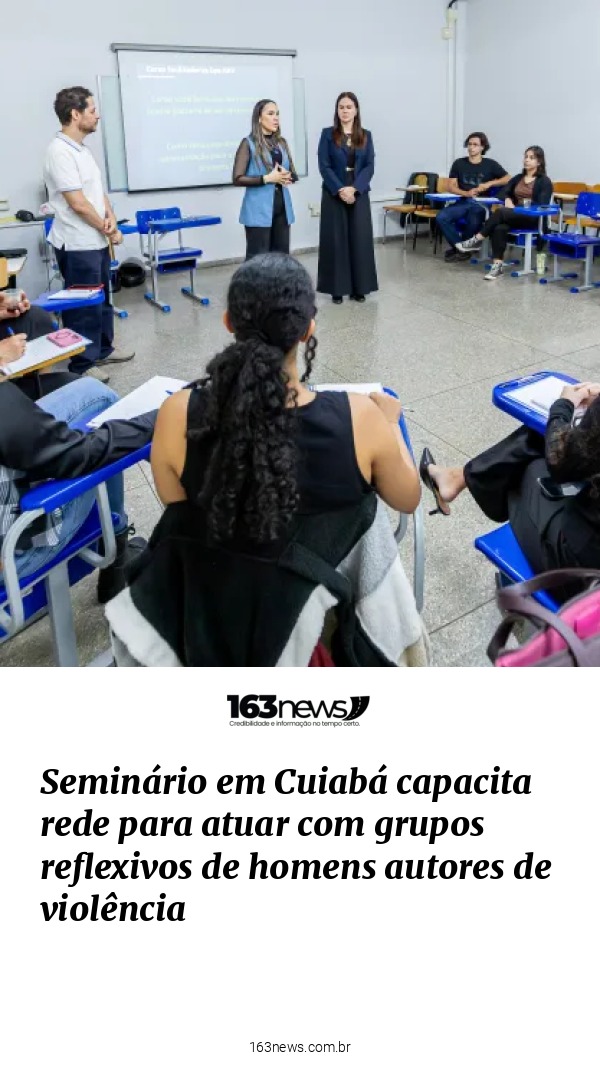 163news
Credibilidade e informação no tempo certo.
Seminário em Cuiabá capacita
rede para atuar com grupos
reflexivos de homens autores de
violência
163news.com.br